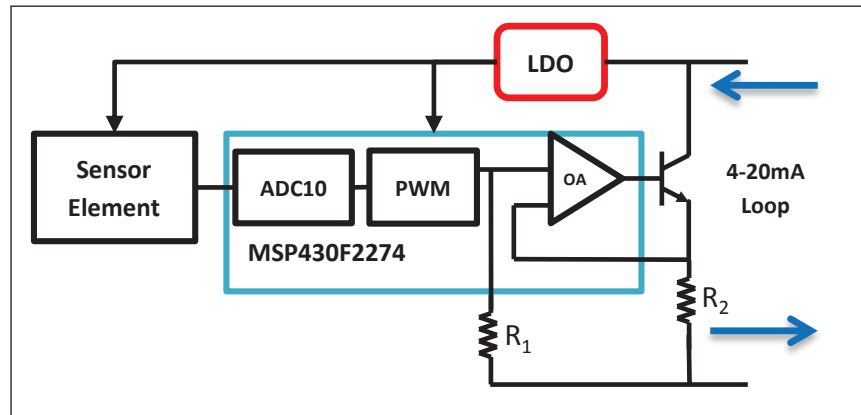 LDO
Sensor
Element
ADC10
PWM
OA
4-20mA
Loop
MSP430F2274
R1
R2